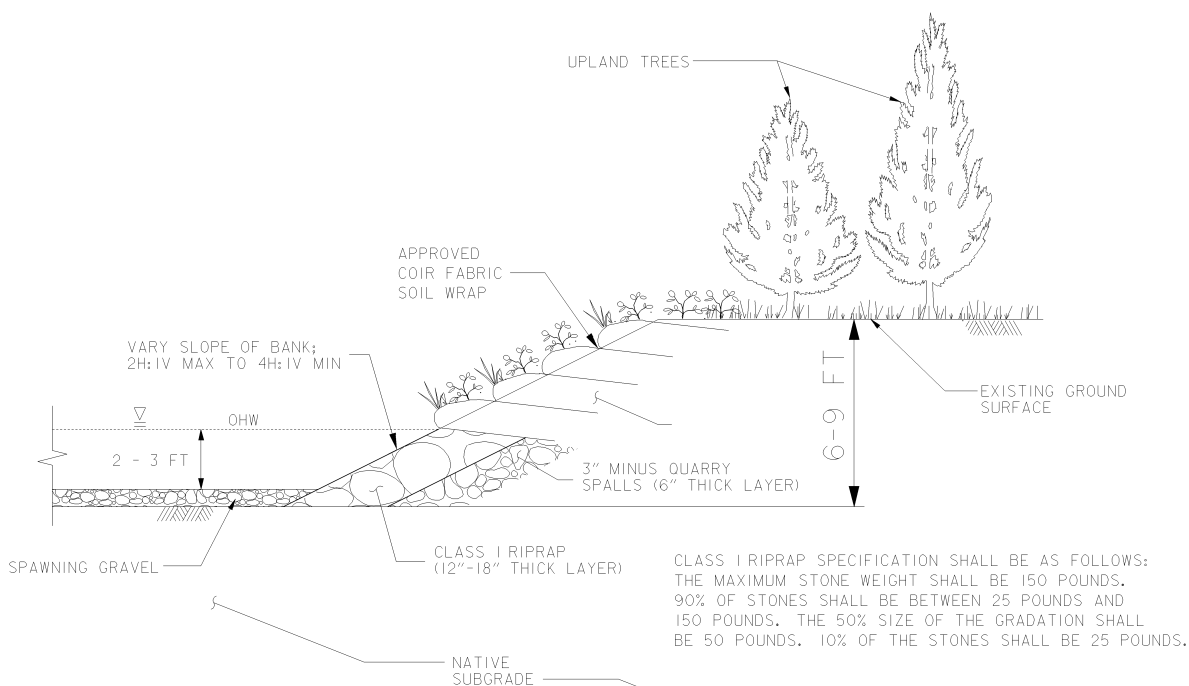 UPLAND TREES
APPROVED
COIR FABRIC
SOIL WRAP
VARY SLOPE OF BANK;
2H:1V MAX TO 4H:1V MIN
OHW
2 - 3 FT
6-9 FT
EXISTING GROUND
SURFACE
3" MINUS QUARRY
SPALLS (6" THICK LAYER)
SPAWNING GRAVEL
CLASS 1 RIPRAP
(12"-18" THICK LAYER)
CLASS 1 RIPRAP SPECIFICATION SHALL BE AS FOLLOWS:
THE MAXIMUM STONE WEIGHT SHALL BE 150 POUNDS.
90% OF STONES SHALL BE BETWEEN 25 POUNDS AND
150 POUNDS. THE 50% SIZE OF THE GRADATION SHALL
BE 50 POUNDS. 10% OF THE STONES SHALL BE 25 POUNDS.
NATIVE
SUBGRADE